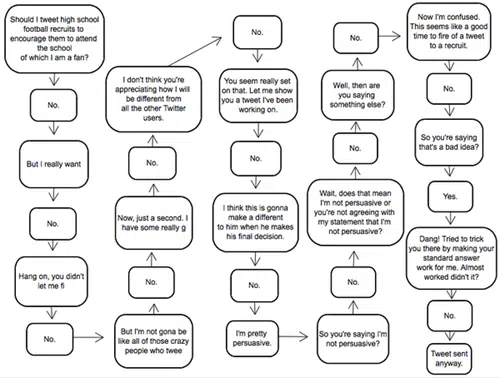 Should I tweet high school
football recruits to
encourage them to attend
the school
of which I am a fan?
No.
But I really want
No.
Hang on, you didn't
let me fi
No.
But I'm not gona be
like all of those crazy
people who twee
No.
Now, just a second. I
have some really g
No.
I don't think you're
appreciating how I will
be different from
all the other Twitter
users.
No.
You seem really set
on that. Let me show
you a tweet I've been
working on.
No.
I think this is gonna
make a different
to him when he makes
his final decision.
No.
I'm pretty
persuasive.
So you're saying I'm
not persuasive?
No.
Wait, does that mean
I'm not persuasive or
you're not agreeing with
my statement that I'm
not persuasive?
No.
Well, then are
you saying
something else?
No.
Now I'm confused.
This seems like a good
time to fire of a tweet
to a recruit.
No.
So you're saying
that's a bad idea?
Yes.
Dang! Tried to trick
you there by making your
standard answer
work for me. Almost
worked didn't it?
No.
Tweet sent
anyway.